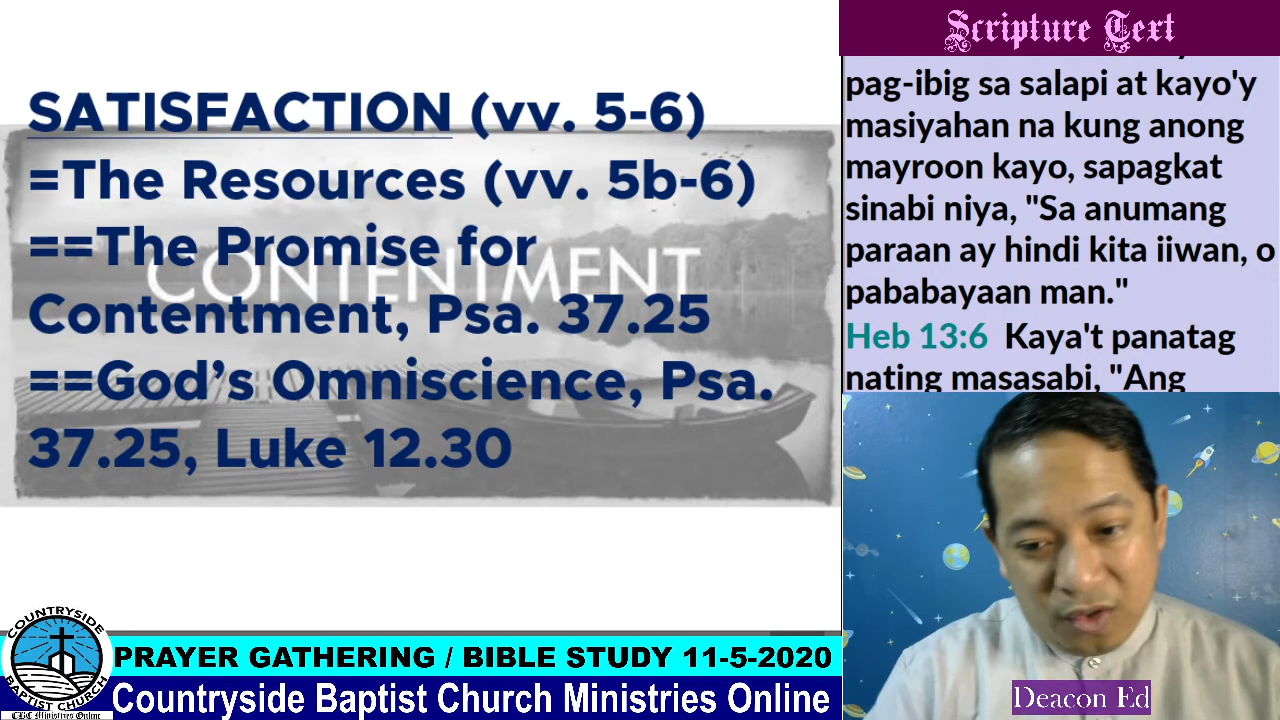 SATISFACTION (vv. 5-6)
=The Resources (vv. 5b-6)
==The Promise for
Contentment, Psa. 37.25
==God’s Omniscience, Psa.
37.25, Luke 12.30
CONTENTMENT
Scripture Text
pag-ibig sa salapi at kayo'y
masiyahan na kung anong
mayroon kayo, sapagkat
sinabi niya, "Sa anumang
paraan ay hindi kita iiwan, o
pababayaan man."
Heb 13:6 Kaya't panatag
nating masasabi, "Ang
Deacon Ed
COUNTRYSIDE
BAPTIST CHURCH
CBC Ministries Online
PRAYER GATHERING / BIBLE STUDY 11-5-2020
Countryside Baptist Church Ministries Online